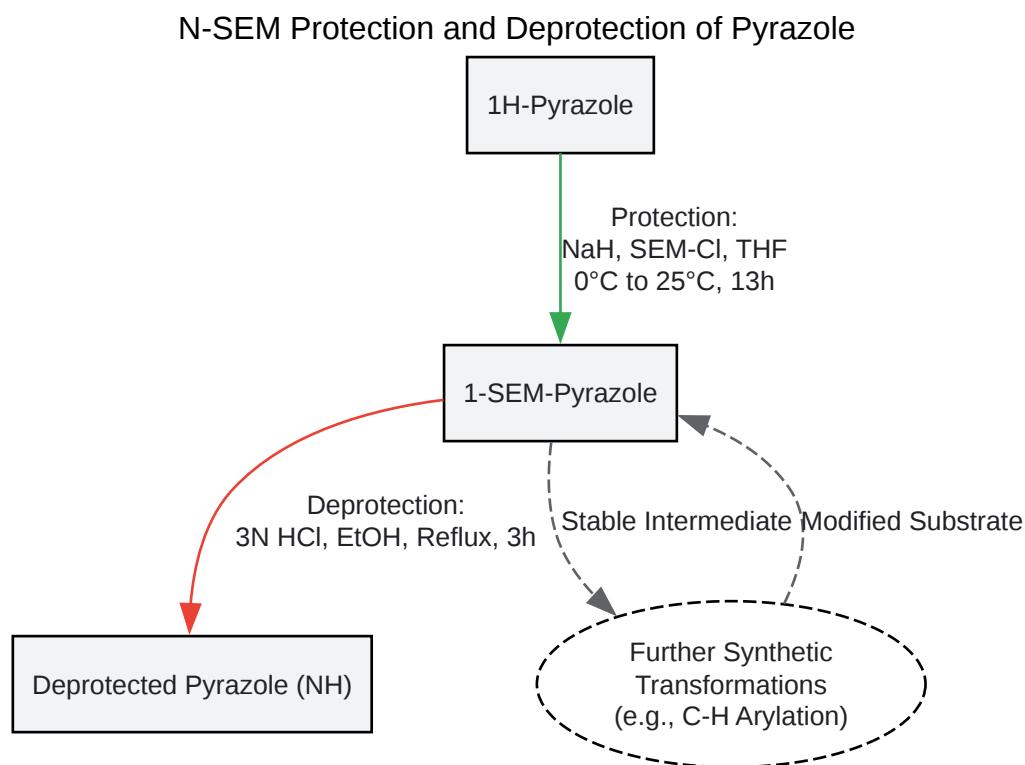 N-SEM Protection and Deprotection of Pyrazole
1H-Pyrazole
Protection:
NaH, SEM-Cl, THF
0°C to 25°C, 13h
1-SEM-Pyrazole
Deprotection:
3N HCl, EtOH, Reflux, 3h
Stable Intermediate
Modified Substrate
Deprotected Pyrazole (NH)
Further Synthetic
Transformations
(e.g., C-H Arylation)